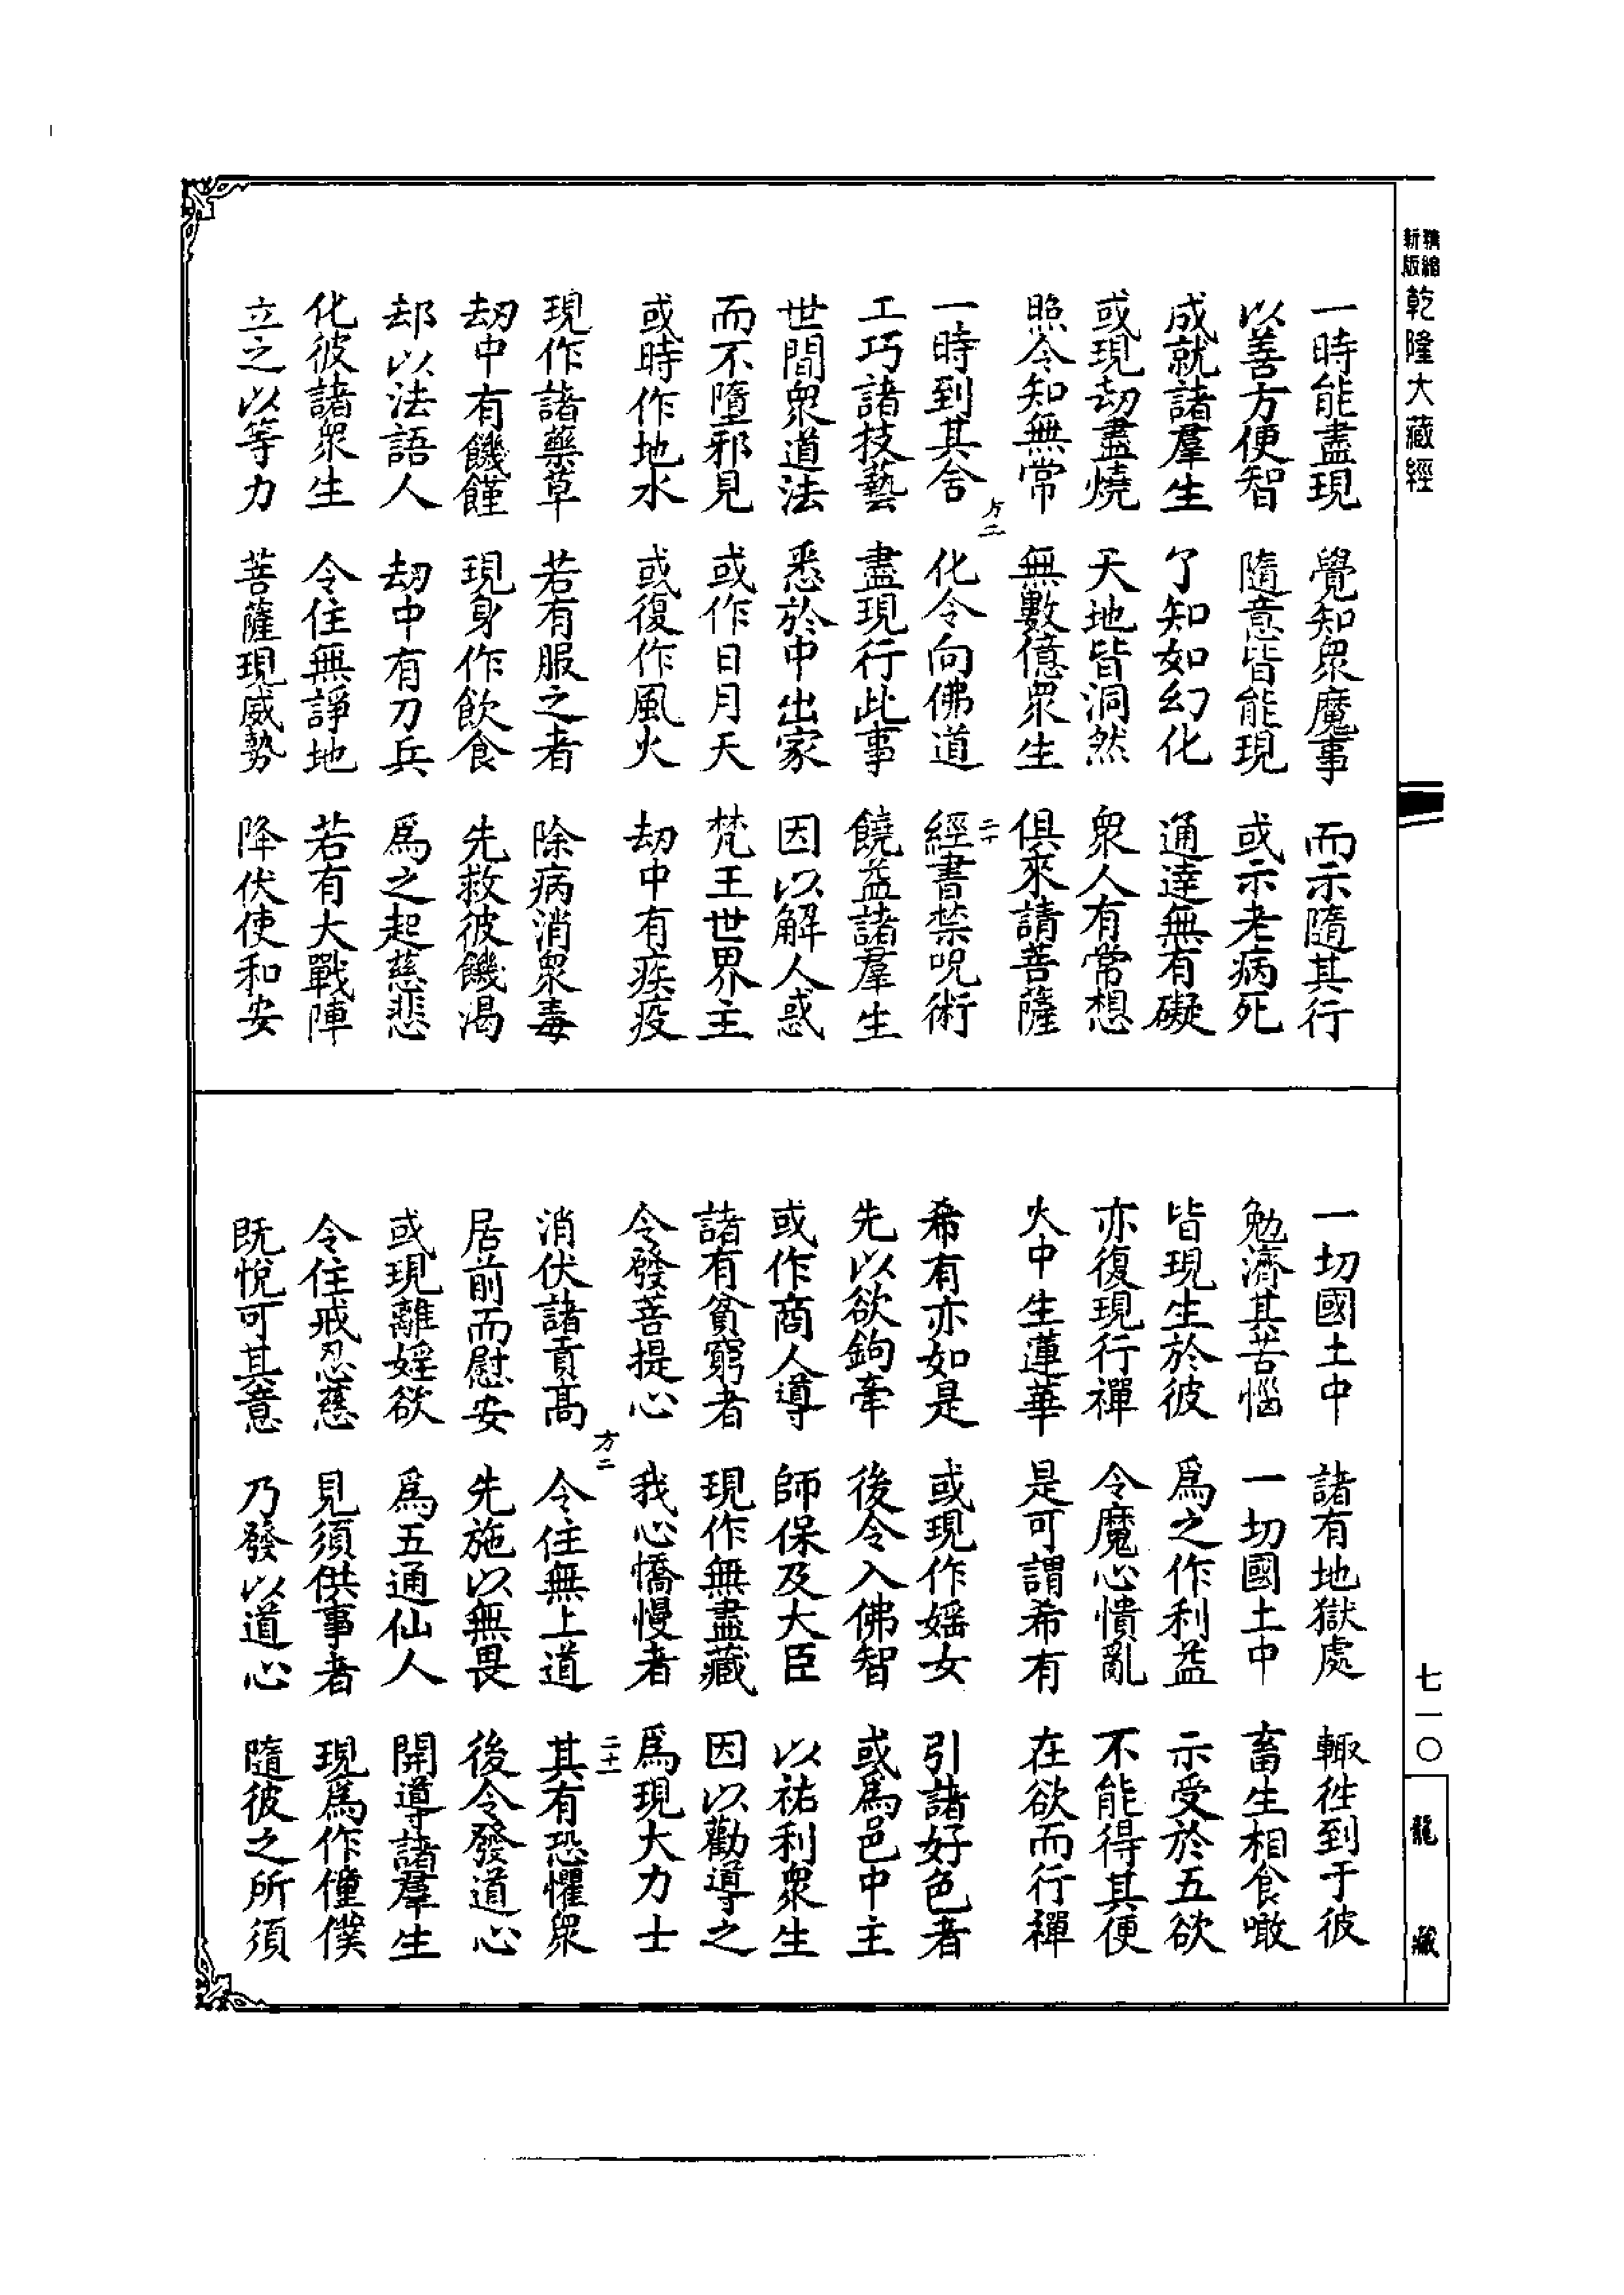 精縮新版乾隆大藏經
一時能盡現 覺知衆魔事 而示隨其行
以善方便智 隨意皆能現 或示老病死
成就諸羣生 了知如幻化 通達無有礙
或現劫盡燒 天地皆洞然 衆人有常想
照令知無常 無數億衆生 俱來請菩薩
方二 二十
一時到其舍 化令向佛道 經書禁呪術
工巧諸技藝 盡現行此事 饒益諸羣生
世間衆道法 悉於中出家 因以解人惑
而不墮邪見 或作日月天 梵王世界主
或時作地水 或復作風火 劫中有疾疫
現作諸藥草 若有服之者 除病消衆毒
劫中有饑饉 現身作飲食 先救彼饑渴
却以法語人 劫中有刀兵 爲之起慈悲
化彼諸衆生 令住無諍地 若有大戰陣
立之以等力 菩薩現威勢 降伏使和安
一切國土中 諸有地獄處 輙徃到于彼
勉濟其苦惱 一切國土中 畜生相食噉
皆現生於彼 爲之作利益 示受於五欲
亦復現行禪 令魔心憒亂 不能得其便
火中生蓮華 是可謂希有 在欲而行禪
希有亦如是 或現作婬女 引諸好色者
先以欲鉤牽 後令入佛智 或爲邑中主
或作商人導 師保及大臣 以祐利衆生
諸有貧窮者 現作無盡藏 因以勸導之
令發菩提心 我心憍慢者 爲現大力士
方二 二十一
消伏諸貢高 令住無上道 其有恐懼衆
居前而慰安 先施以無畏 後令發道心
或現離婬欲 爲五通仙人 開導諸羣生
令住戒忍慈 見須供事者 現爲作僮僕
既悅可其意 乃發以道心 隨彼之所須
七一〇
龍藏